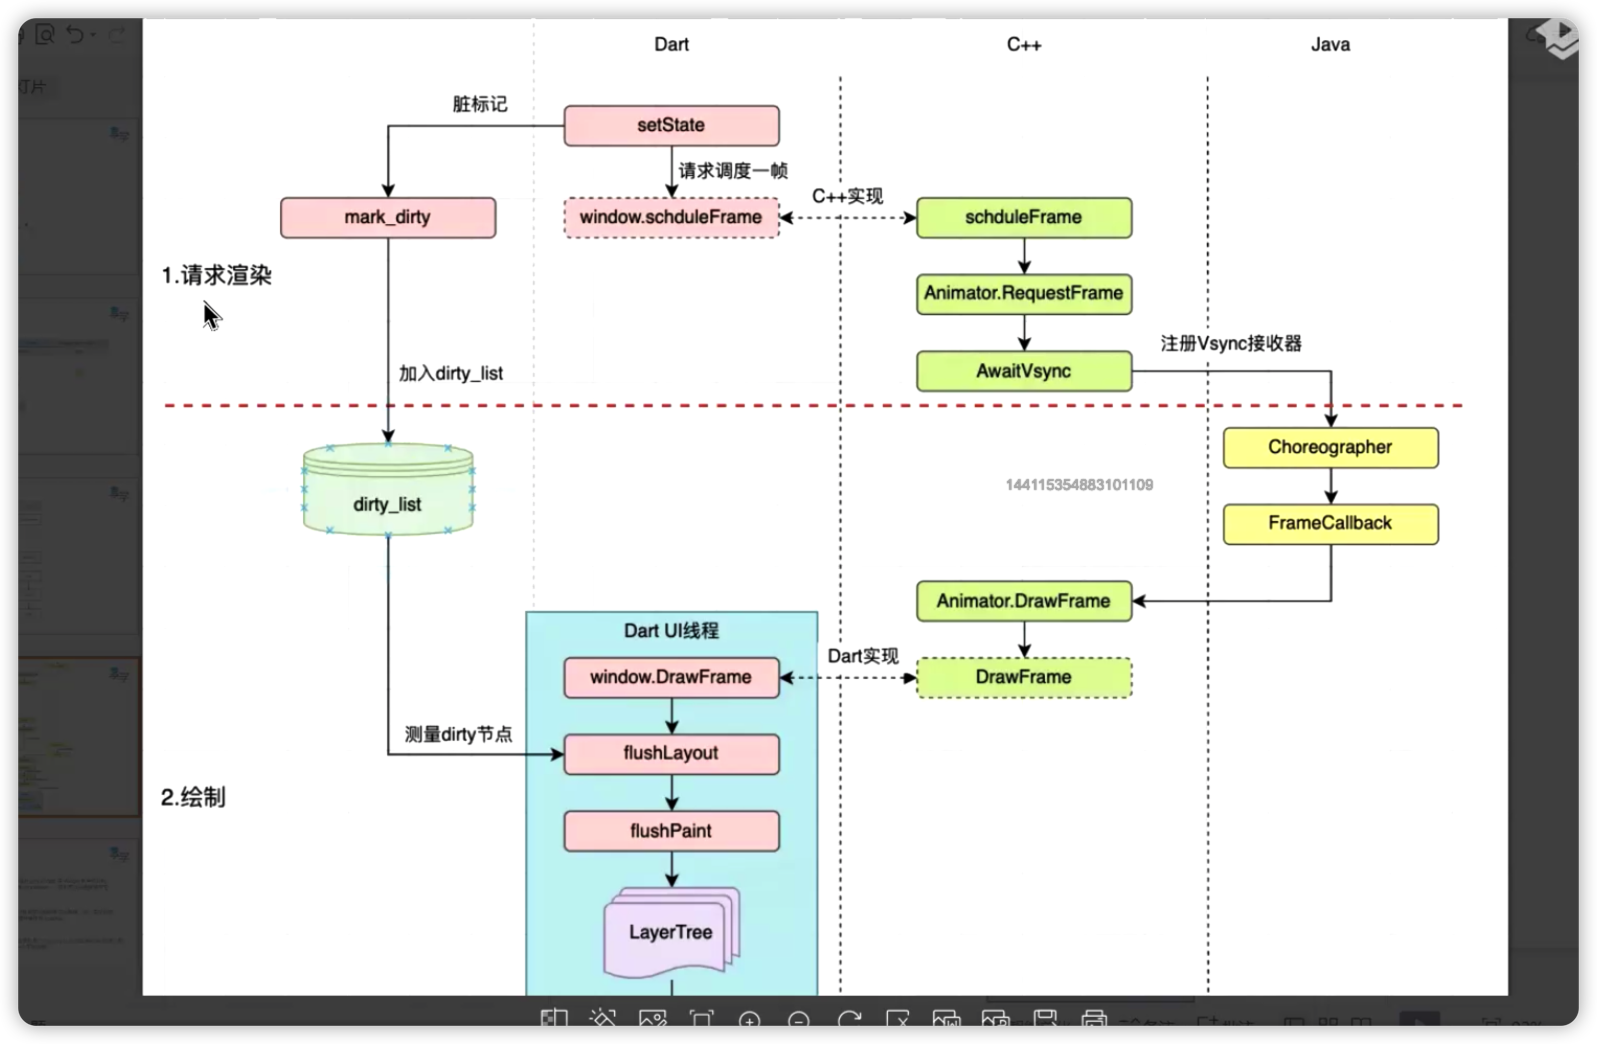 Dart
C++
Java
脏标记
setState
请求调度一帧
C++实现
mark_dirty
window.schduleFrame
schduleFrame
1.请求渲染
Animator.RequestFrame
注册Vsync接收器
加入dirty_list
AwaitVsync
Choreographer
dirty_list
144115354883101109
FrameCallback
Animator.DrawFrame
Dart UI线程
Dart实现
window.DrawFrame
DrawFrame
测量dirty节点
flushLayout
2.绘制
flushPaint
LayerTree